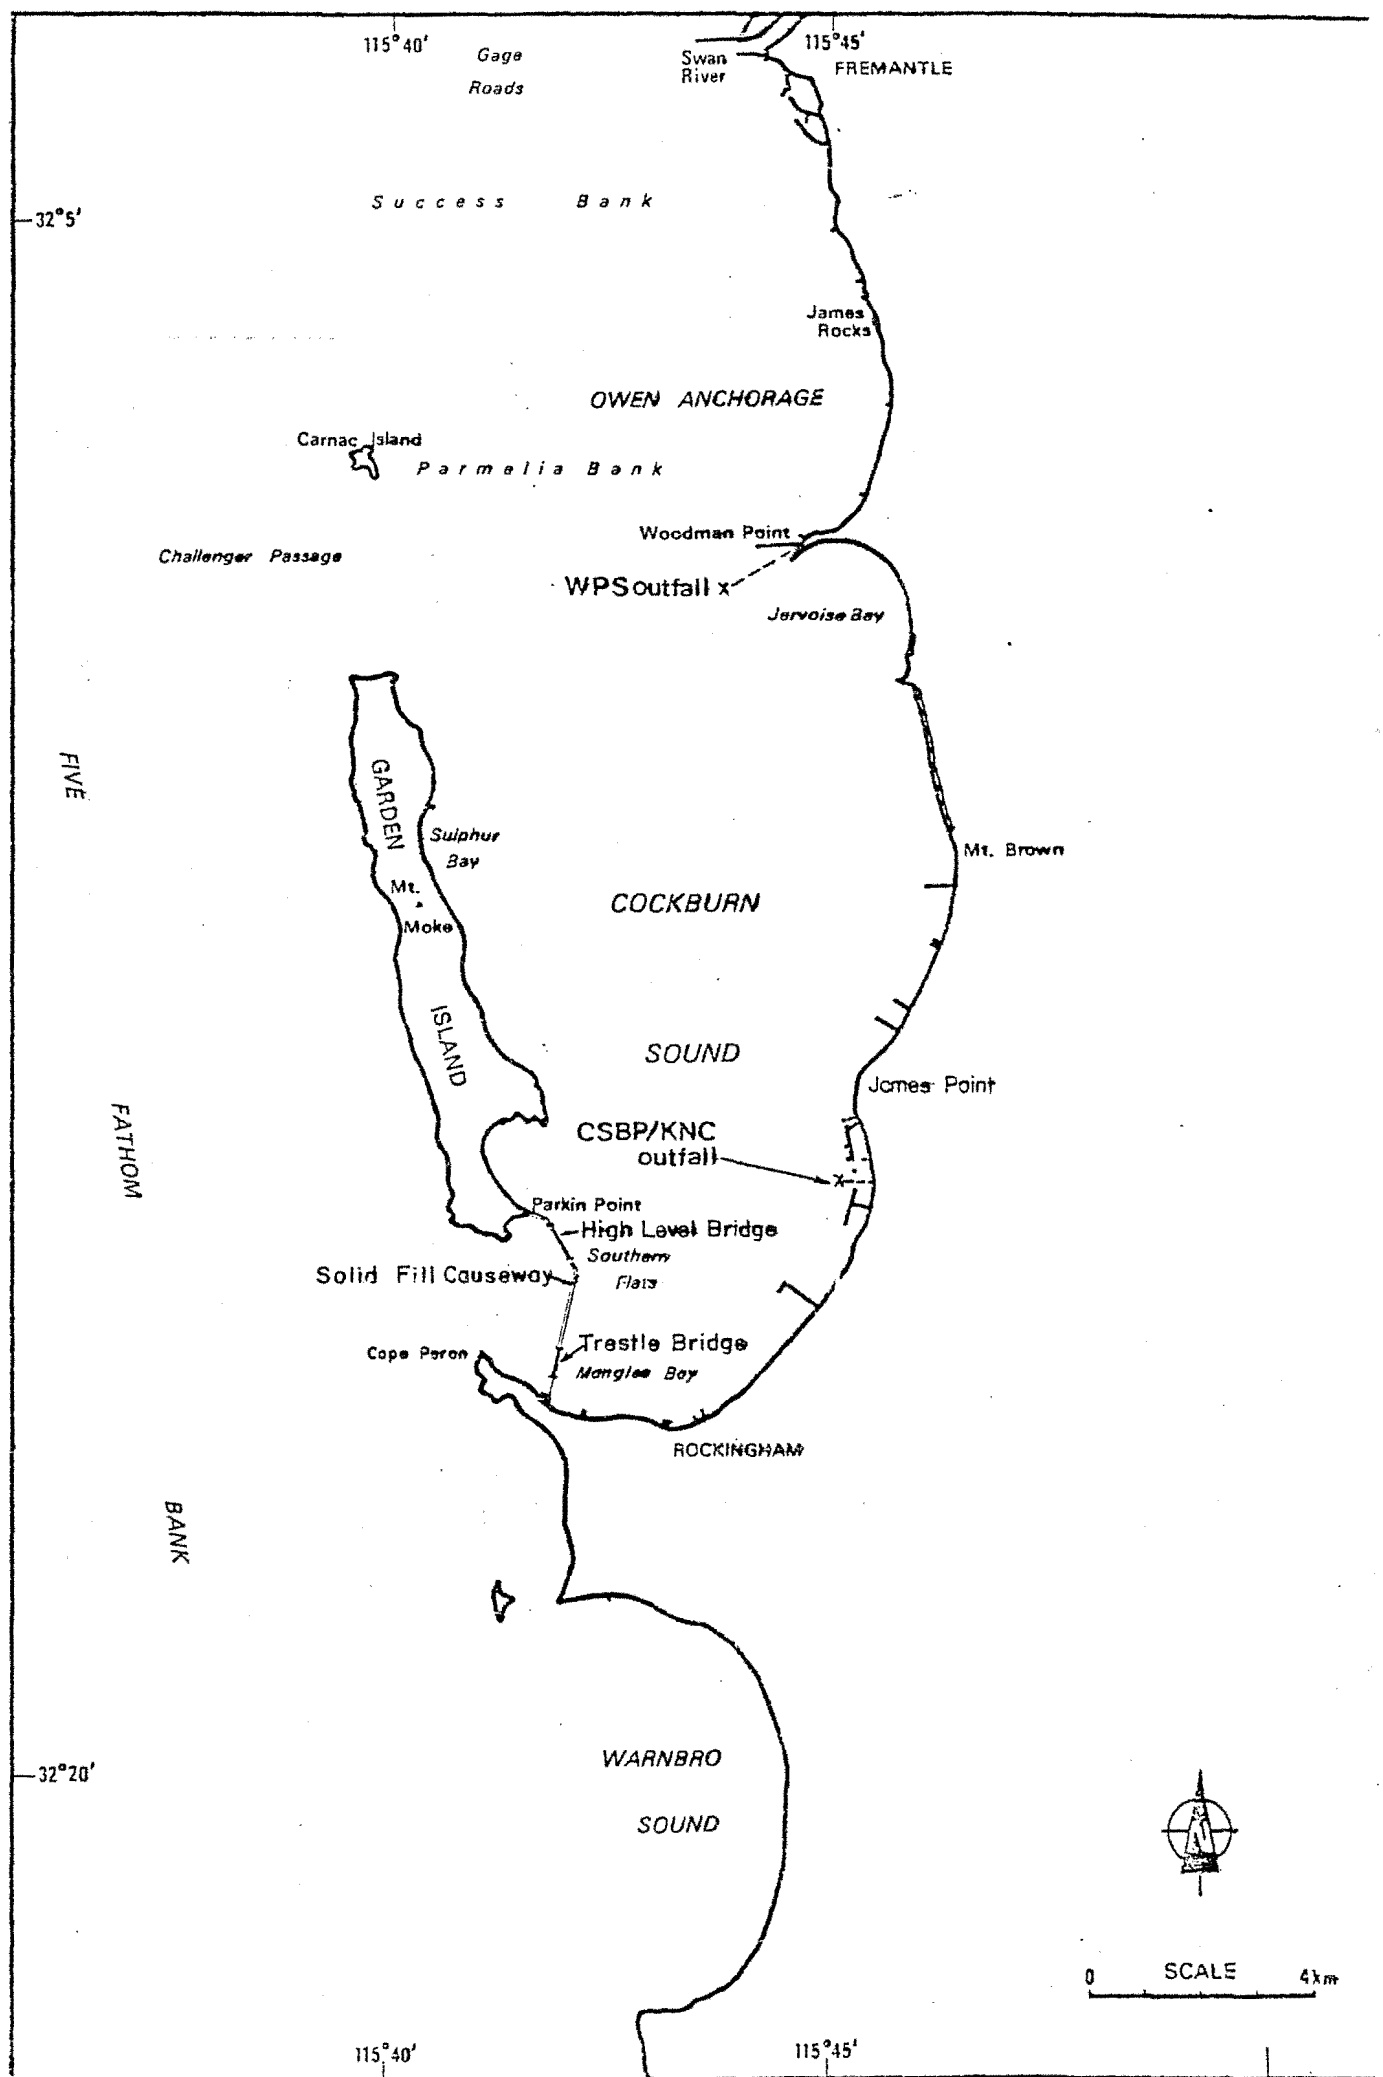 115°40'
115°45'
Gage
Roads
Swan
River
FREMANTLE
Success Bank
32°5'
James
Rocks
OWEN ANCHORAGE
Carnac Island
Parmelia Bank
Woodman Point
Challenger Passage
WPS outfall x
Jervoise Bay
FIVE
GARDEN
Sulphur
Bay
Mt. Brown
Mt.
Moke
COCKBURN
ISLAND
SOUND
James Point
FATHOM
CSBP/KNC
outfall
x
Parkin Point
High Level Bridge
Southern
Flats
Solid Fill Causeway
Trestle Bridge
Cape Peron
Mangles Bay
ROCKINGHAM
BANK
WARNBRO
32°20'
SOUND
0 SCALE 4km
115°40'
115°45'